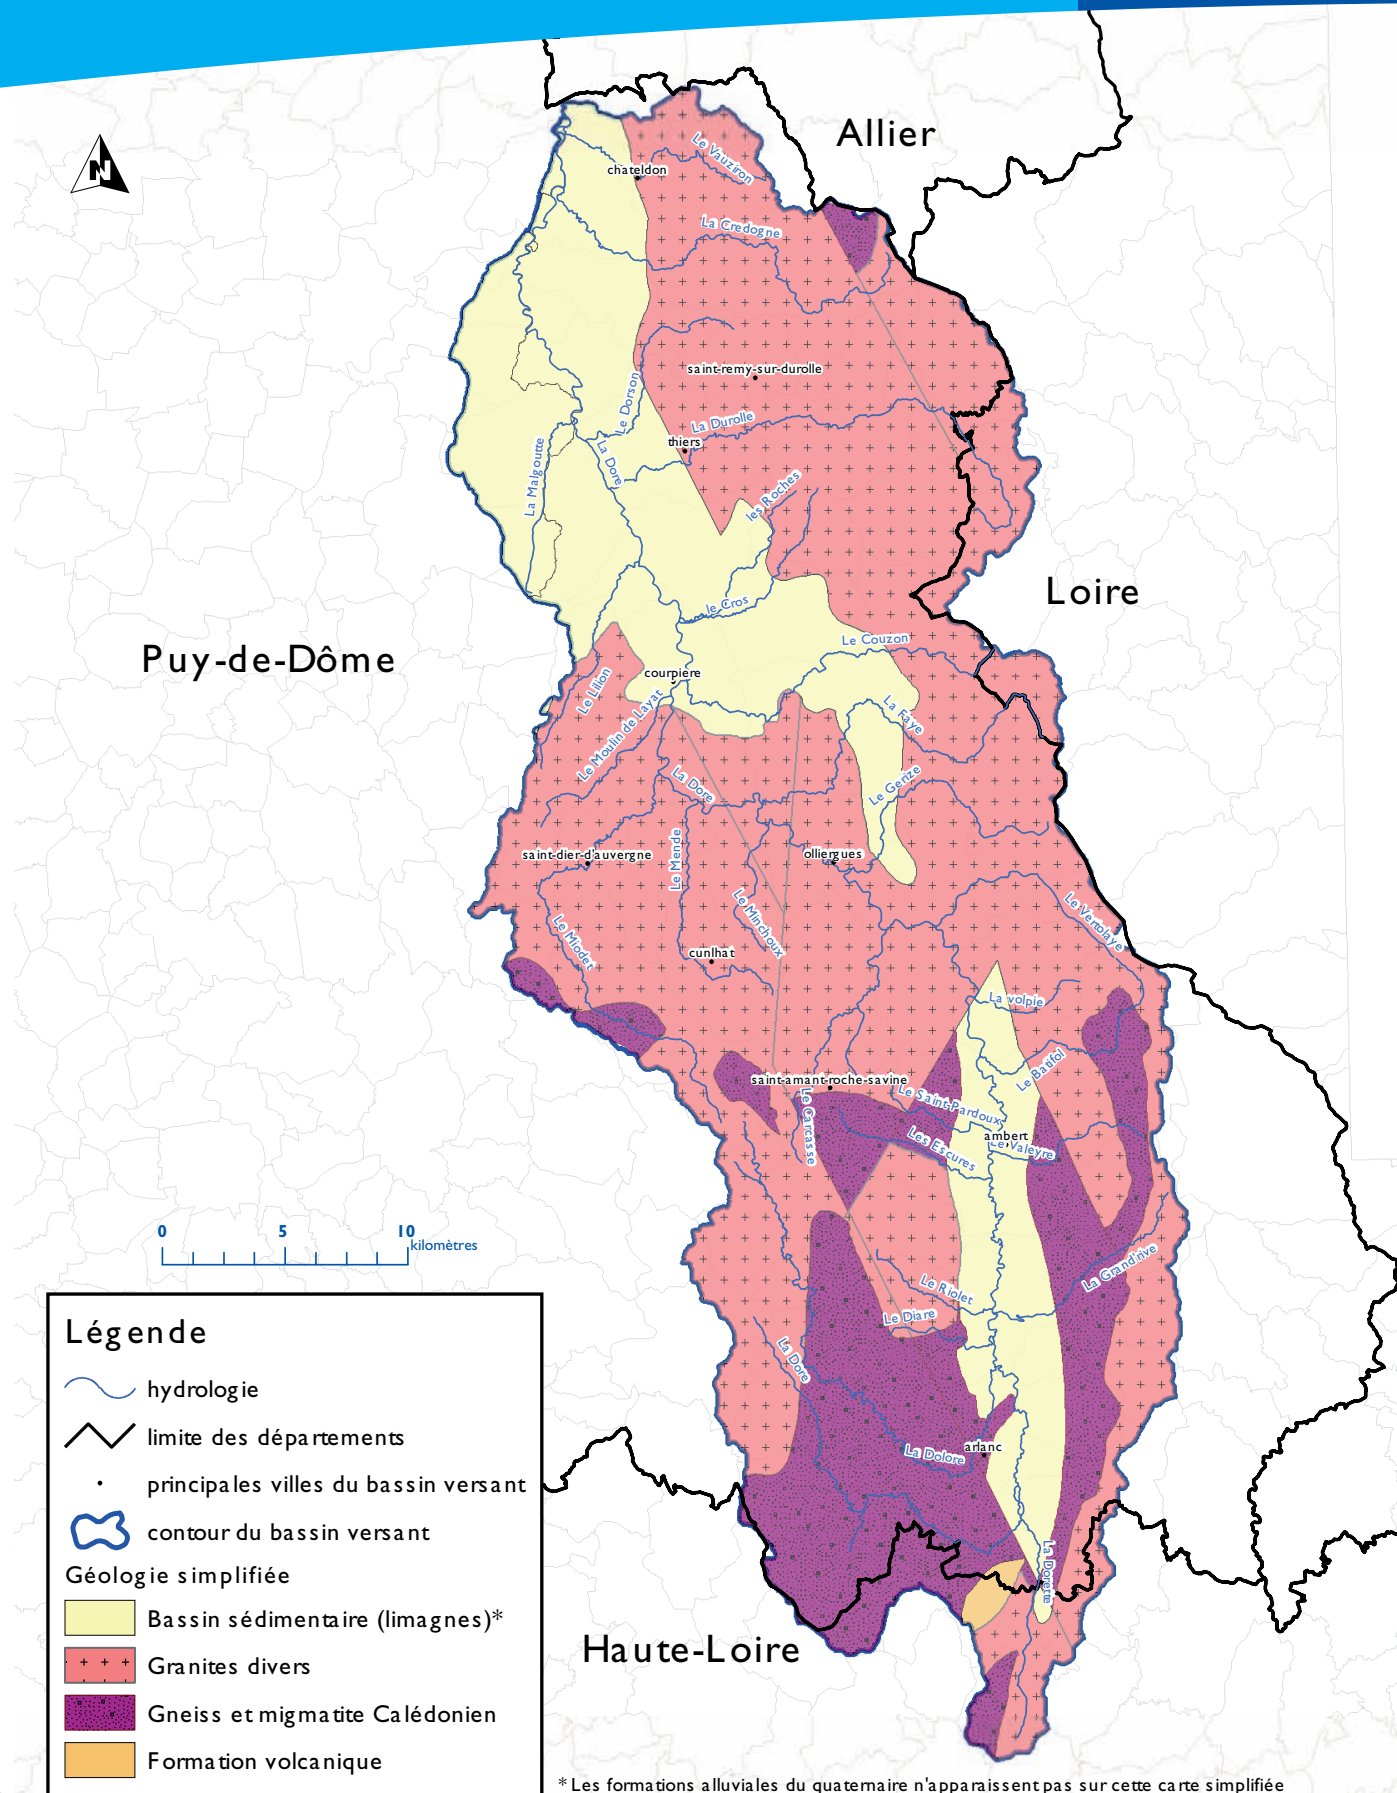 Allier
N
chateldon
Le Vauziron
La Credogne
saint-remy-sur-durolle
Le Dorson
La Durolle
thiers
La Malgoutte
La Dore
les Roches
Loire
le Cros
Le Couzon
Puy-de-Dôme
courpière
Le Lilion
La Faye
Le Moulin de Layat
La Dore
Le Gerize
saint-dier-d'auvergne
Le Mende
olliergues
Le Minchoux
Le Vertolaye
Le Miodet
cunlhat
La volpie
Le Batifol
saint-amant-roche-savine
Le Carcasse
Le Saint-Pardoux
ambert
Les Escures
Le Valeyre
0 5 10
kilomètres
La Grand'rive
Le Riolet
Le Diare
La Dore
La Dolore
arlanc
La Dorette
Haute-Loire
Légende
hydrologie
limite des départements
principales villes du bassin versant
contour du bassin versant
Géologie simplifiée
Bassin sédimentaire (limagnes)*
Granites divers
Gneiss et migmatite Calédonien
Formation volcanique
* Les formations alluviales du quaternaire n'apparaissent pas sur cette carte simplifiée